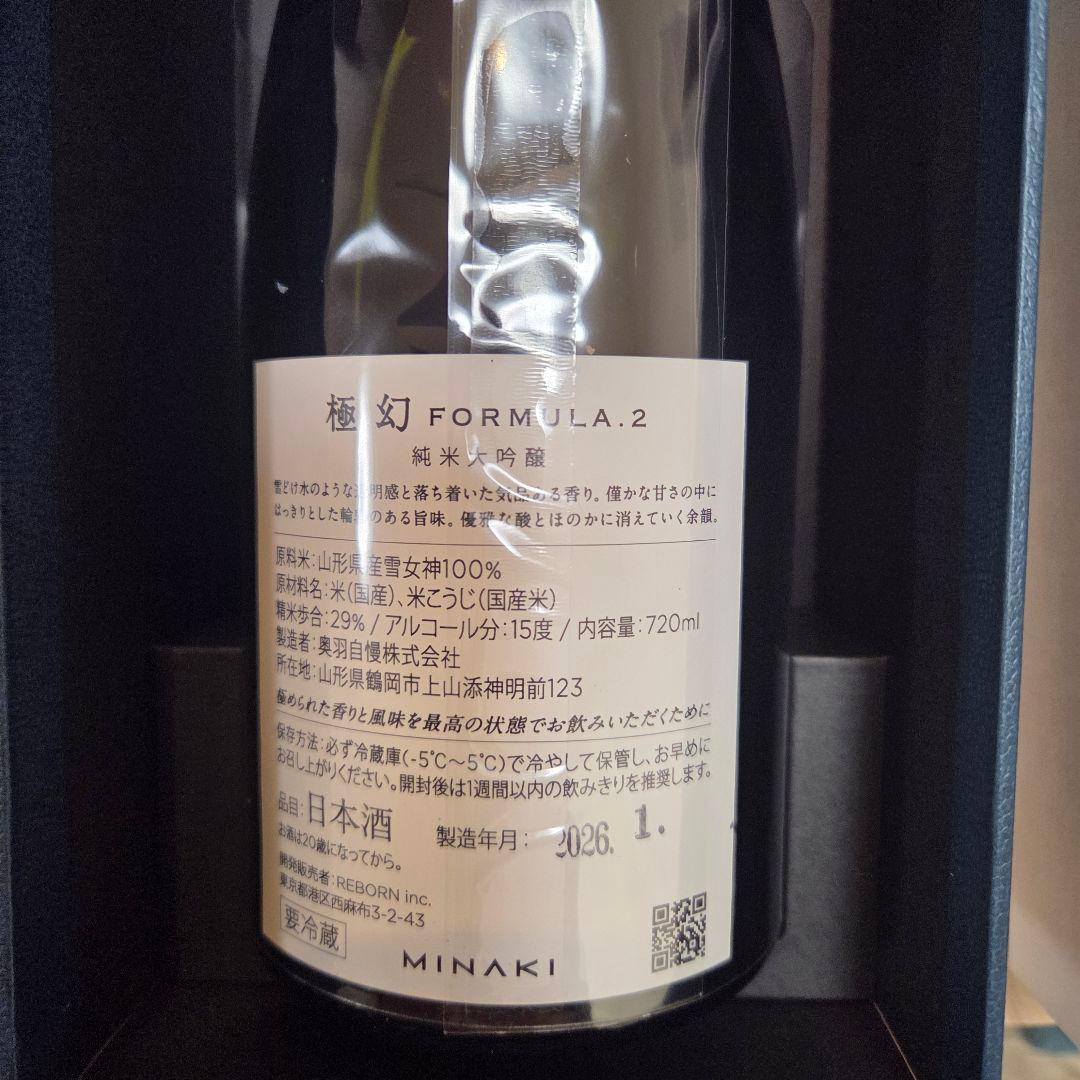 極幻 FORMULA.2
純米大吟醸
雪どけ水のような透明感と落ち着いた気品ある香り。僅かな甘さの中に
はっきりとした輪郭のある旨味。優雅な酸とほのかに消えていく余韻。
原料米:山形県産雪女神100%
原材料名:米(国産)、米こうじ(国産米)
精米歩合:29% / アルコール分:15度 / 内容量:720ml
製造者:奥羽自慢株式会社
所在地:山形県鶴岡市上山添神明前123
極められた香りと風味を最高の状態でお飲みいただくために
保存方法:必ず冷蔵庫(-5℃〜5℃)で冷やして保管し、お早めに
お召し上がりください。開封後は1週間以内の飲みきりを推奨します。
品目:日本酒 製造年月: 2026. 1.
お酒は20歳になってから。
開発販売者:REBORN inc.
東京都港区西麻布3-2-43
要冷蔵
MINAKI